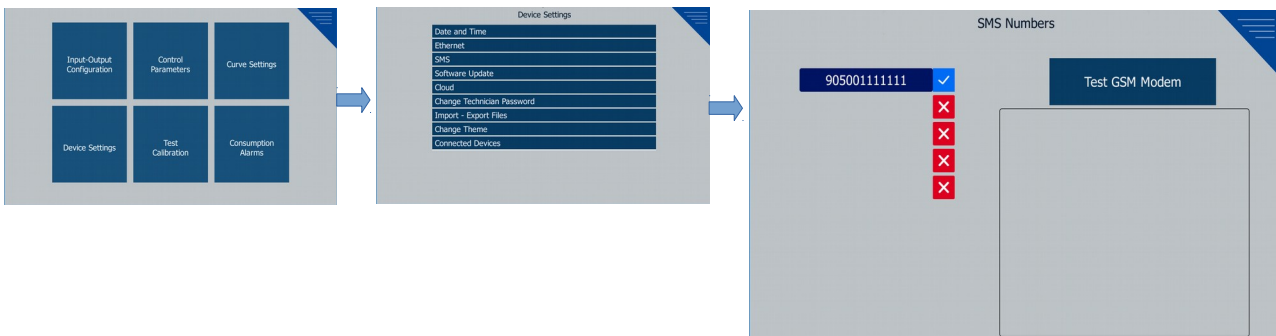 Input-Output
Configuration
Control
Parameters
Curve Settings
Device Settings
Test
Calibration
Consumption
Alarms
Device Settings
Date and Time
Ethernet
SMS
Software Update
Cloud
Change Technician Password
Import - Export Files
Change Theme
Connected Devices
SMS Numbers
905001111111
Test GSM Modem